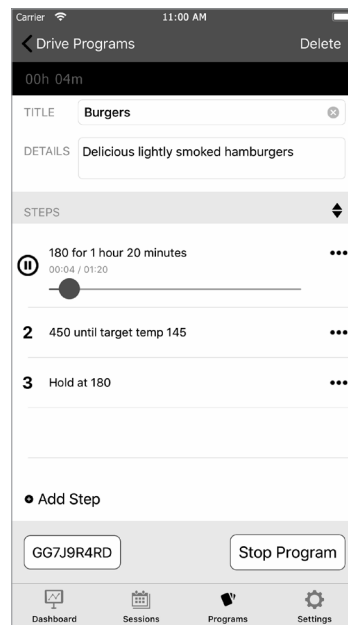 Carrier 11:00 AM
Drive Programs Delete
00h 04m
TITLE Burgers
DETAILS Delicious lightly smoked hamburgers
STEPS
180 for 1 hour 20 minutes
00:04 / 01:20
2 450 until target temp 145
3 Hold at 180
Add Step
GG7J9R4RD Stop Program
Dashboard Sessions Programs Settings